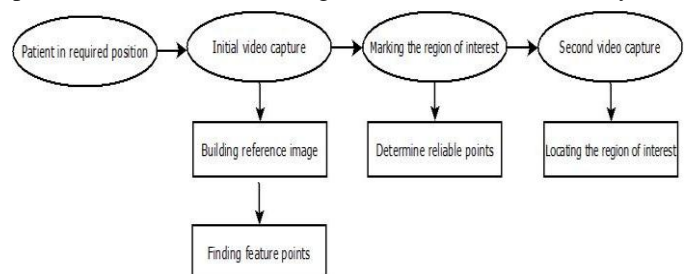 Patient in required position
Initial video capture
Marking the region of interest
Second video capture
Building reference image
Determine reliable points
Locating the region of interest
Finding feature points